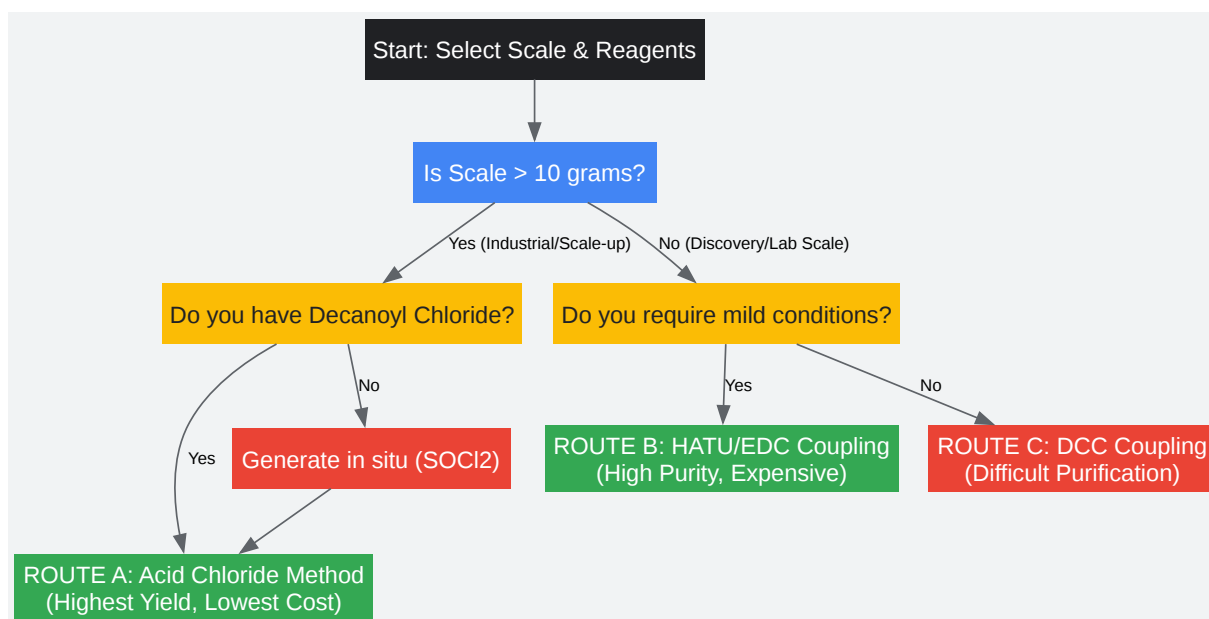 Start: Select Scale & Reagents
Is Scale > 10 grams?
Yes (Industrial/Scale-up)
No (Discovery/Lab Scale)
Do you have Decanoyl Chloride?
Do you require mild conditions?
No
Yes
No
Yes
Generate in situ (SOCl2)
ROUTE B: HATU/EDC Coupling
(High Purity, Expensive)
ROUTE C: DCC Coupling
(Difficult Purification)
ROUTE A: Acid Chloride Method
(Highest Yield, Lowest Cost)